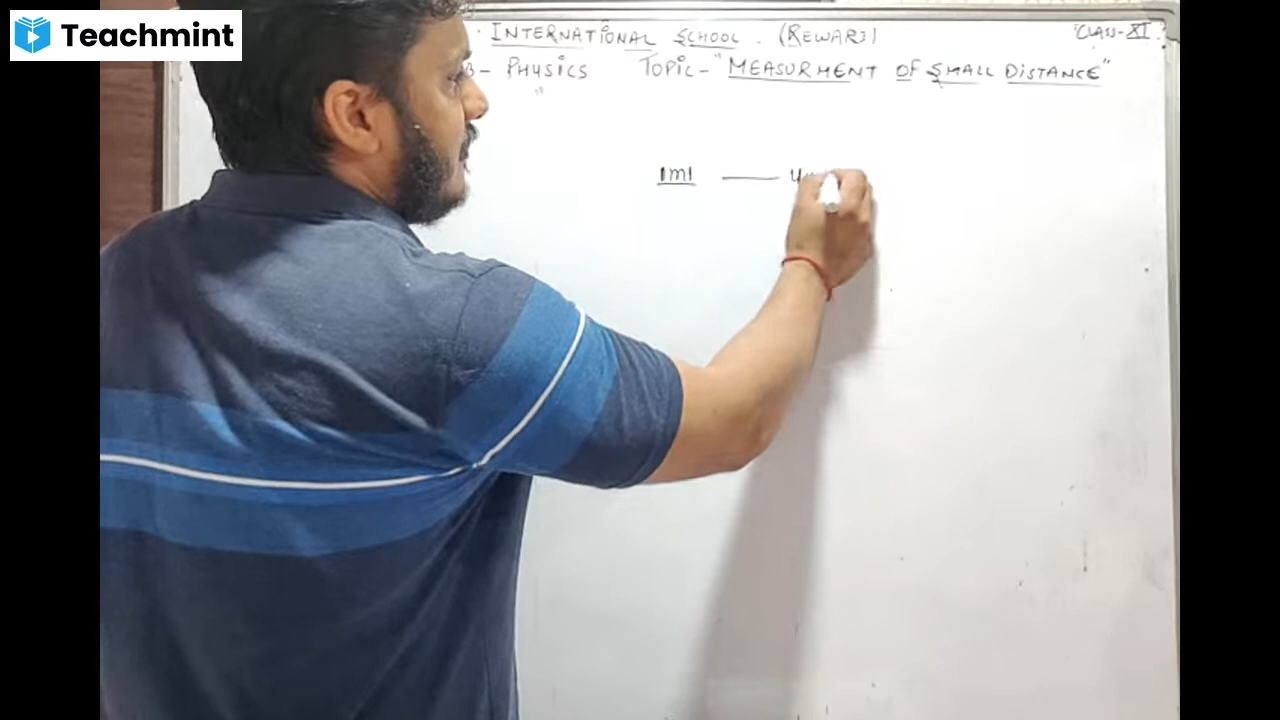 Teachmint
INTERNATIONAL SCHOOL . (REWARI) CLASS-XI
- PHYSICS TOPIC- "MEASURMENT OF SMALL DISTANCE"
1ml